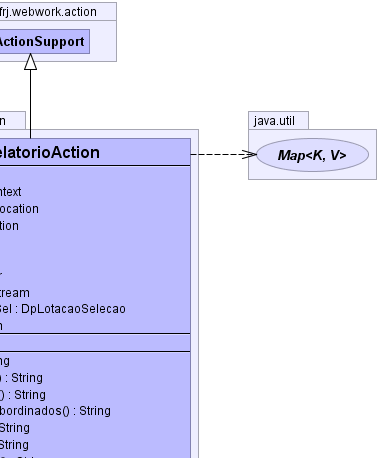 frj.webwork.action
ActionSupport
n
java.util
elatorioAction
Map<K, V>
ntext
ocation
tion
r
tream
Sel : DpLotacaoSelecao
n
ng
) : String
() : String
bordinados() : String
String
String